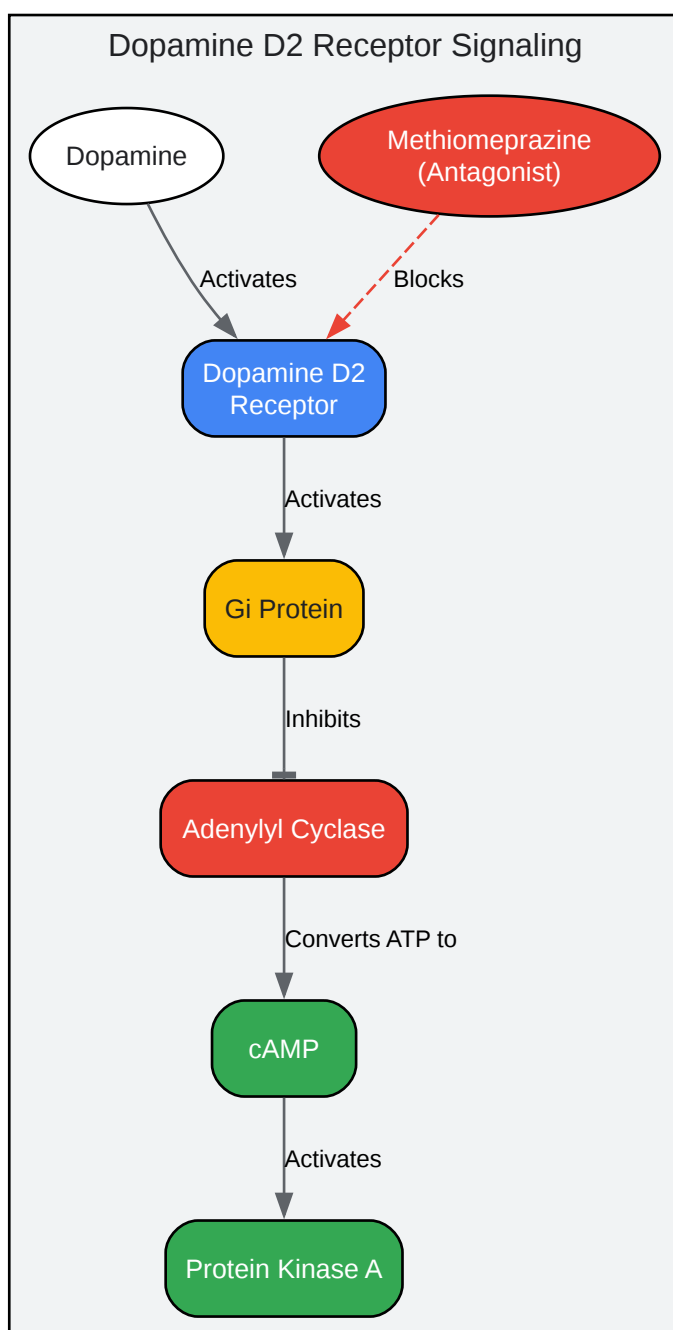 Dopamine D2 Receptor Signaling
Dopamine
Methiomeprazine
(Antagonist)
Activates
Blocks
Dopamine D2
Receptor
Activates
Gi Protein
Inhibits
Adenylyl Cyclase
Converts ATP to
cAMP
Activates
Protein Kinase A